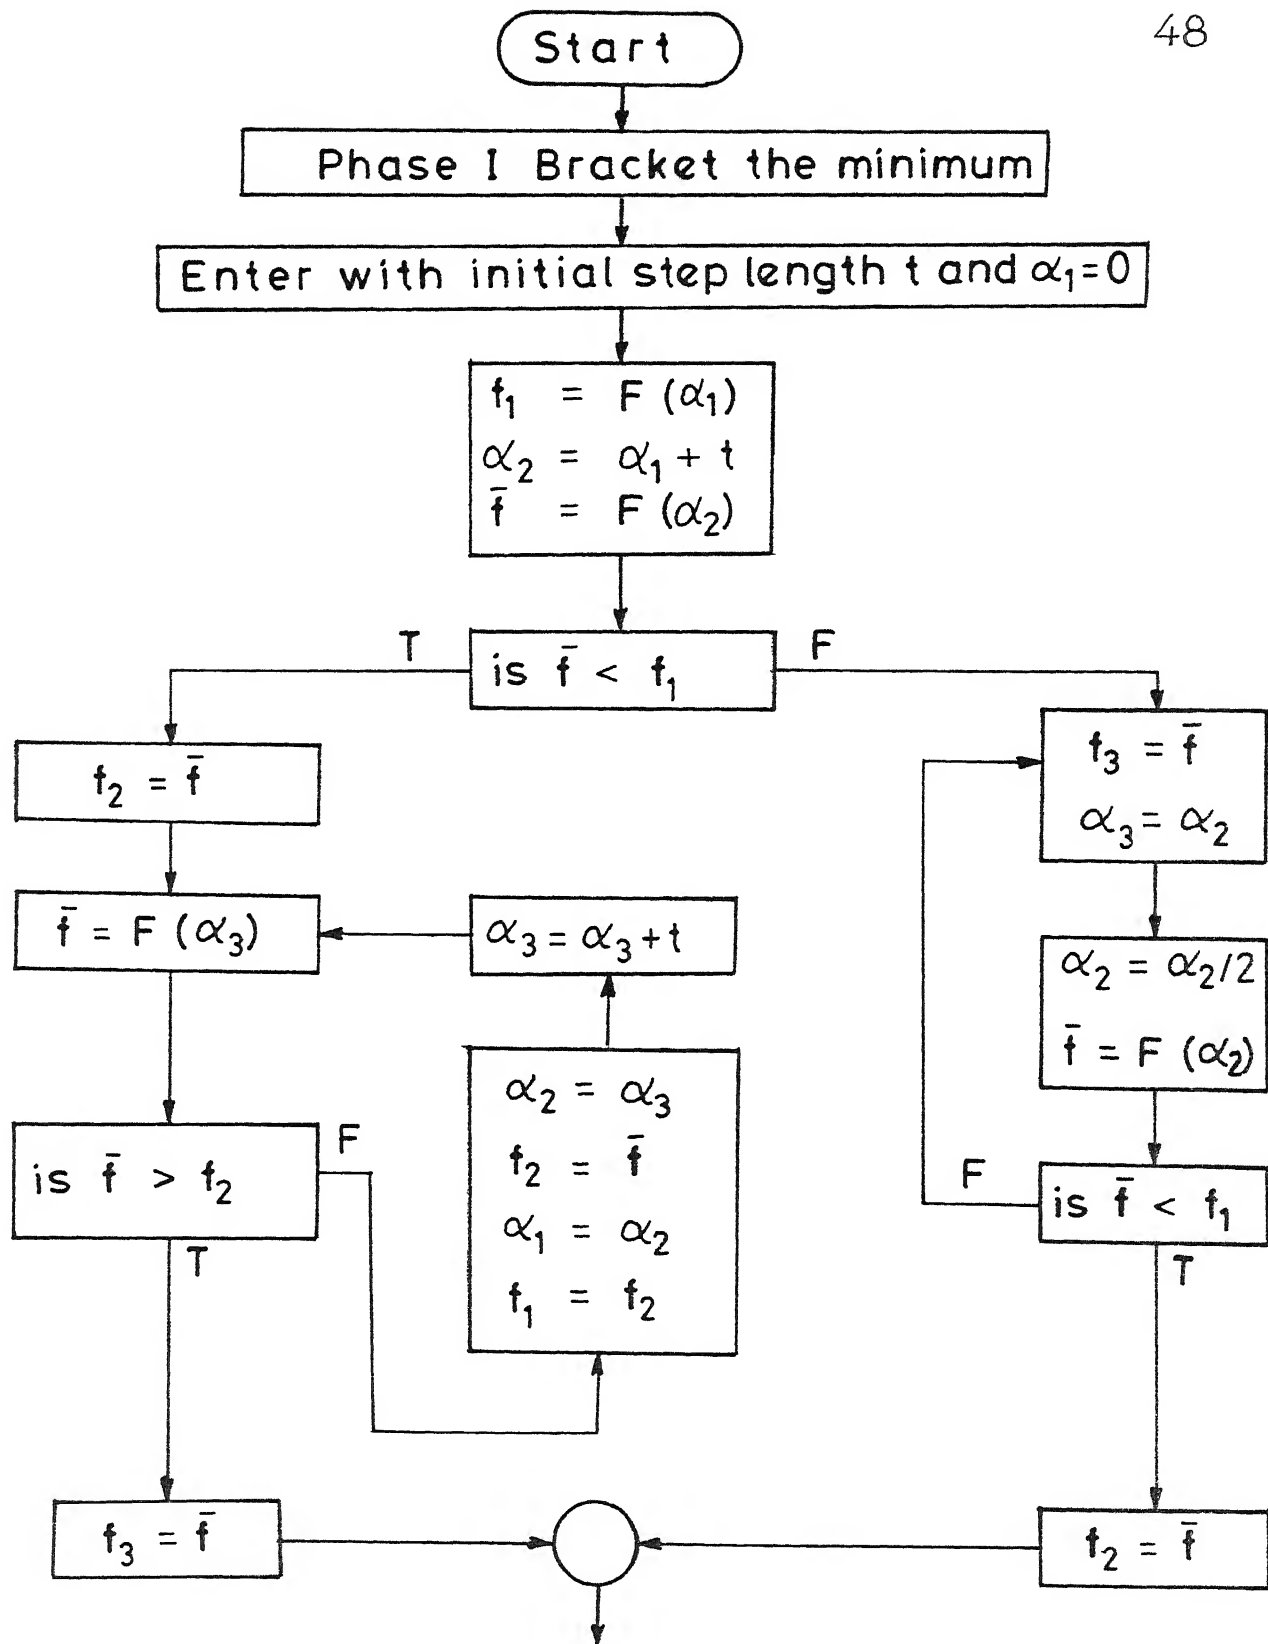 48
Start
Phase I Bracket the minimum
Enter with initial step length t and α₁=0
f₁ = F (α₁)
α₂ = α₁ + t
f̄ = F (α₂)
T
is f̄ < f₁
F
f₂ = f̄
f̄ = F (α₃)
is f̄ > f₂
F
T
α₃ = α₃ + t
α₂ = α₃
f₂ = f̄
α₁ = α₂
f₁ = f₂
f₃ = f̄
f₃ = f̄
α₃ = α₂
α₂ = α₂/2
f̄ = F (α₂)
F
is f̄ < f₁
T
f₂ = f̄